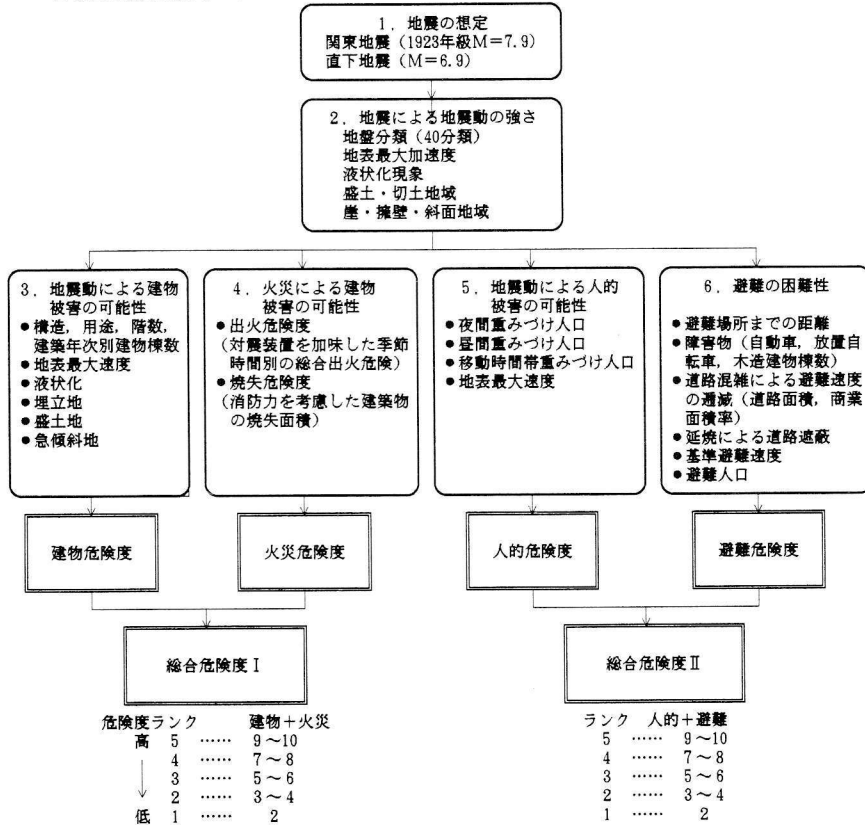 1. 地震の想定
関東地震（1923年級M＝7.9）
直下地震（M＝6.9）
2. 地震による地震動の強さ
地盤分類（40分類）
地表最大加速度
液状化現象
盛土・切土地域
崖・擁壁・斜面地域
3. 地震動による建物
被害の可能性
●構造，用途，階数，
建築年次別建物棟数
●地表最大速度
●液状化
●埋立地
●盛土地
●急傾斜地
4. 火災による建物
被害の可能性
●出火危険度
（対震装置を加味した季節
時間別の総合出火危険）
●焼失危険度
（消防力を考慮した建築物
の焼失面積）
5. 地震動による人的
被害の可能性
●夜間重みづけ人口
●昼間重みづけ人口
●移動時間帯重みづけ人口
●地表最大速度
6. 避難の困難性
●避難場所までの距離
●障害物（自動車，放置自
転車，木造建物棟数）
●道路混雑による避難速度
の逓減（道路面積，商業
面積率）
●延焼による道路遮蔽
●基準避難速度
●避難人口
建物危険度
火災危険度
人的危険度
避難危険度
総合危険度Ⅰ
総合危険度Ⅱ
危険度ランク 建物＋火災
高 5 …… 9～10
4 …… 7～8
3 …… 5～6
2 …… 3～4
低 1 …… 2
ランク 人的＋避難
5 …… 9～10
4 …… 7～8
3 …… 5～6
2 …… 3～4
1 …… 2